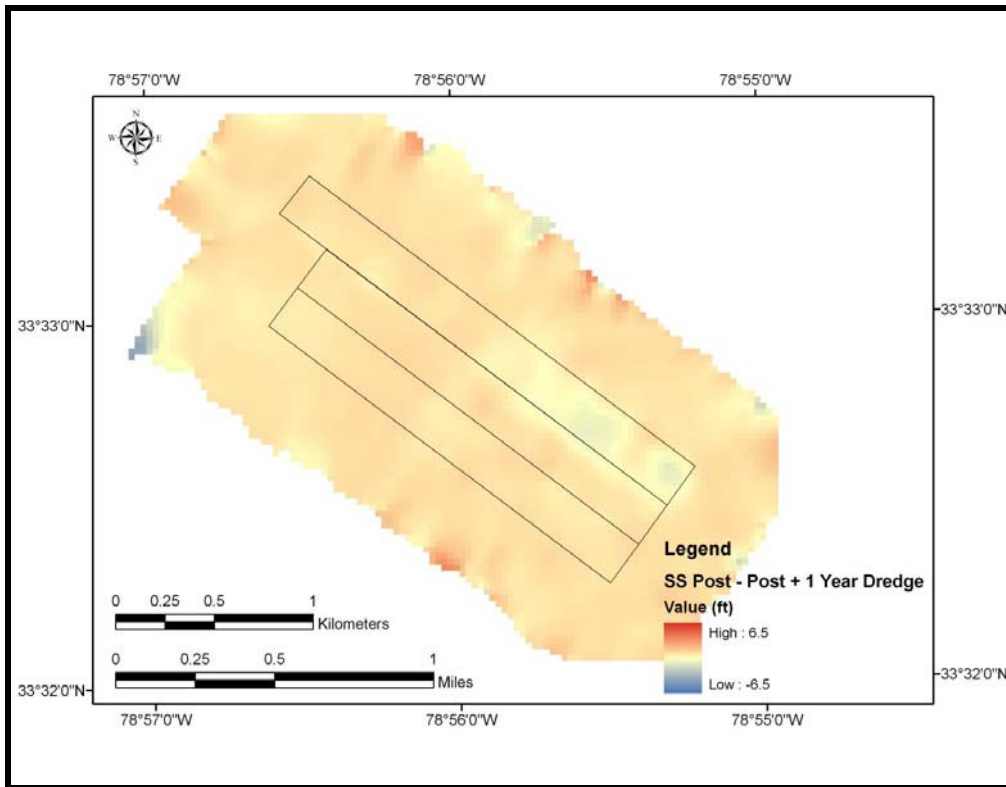 78°57'0"W 78°56'0"W 78°55'0"W
N
W E
S
33°33'0"N 33°33'0"N
Legend
SS Post - Post + 1 Year Dredge
Value (ft)
High : 6.5
Low : -6.5
0 0.25 0.5 1
Kilometers
0 0.25 0.5 1
Miles
33°32'0"N 33°32'0"N
78°57'0"W 78°56'0"W 78°55'0"W